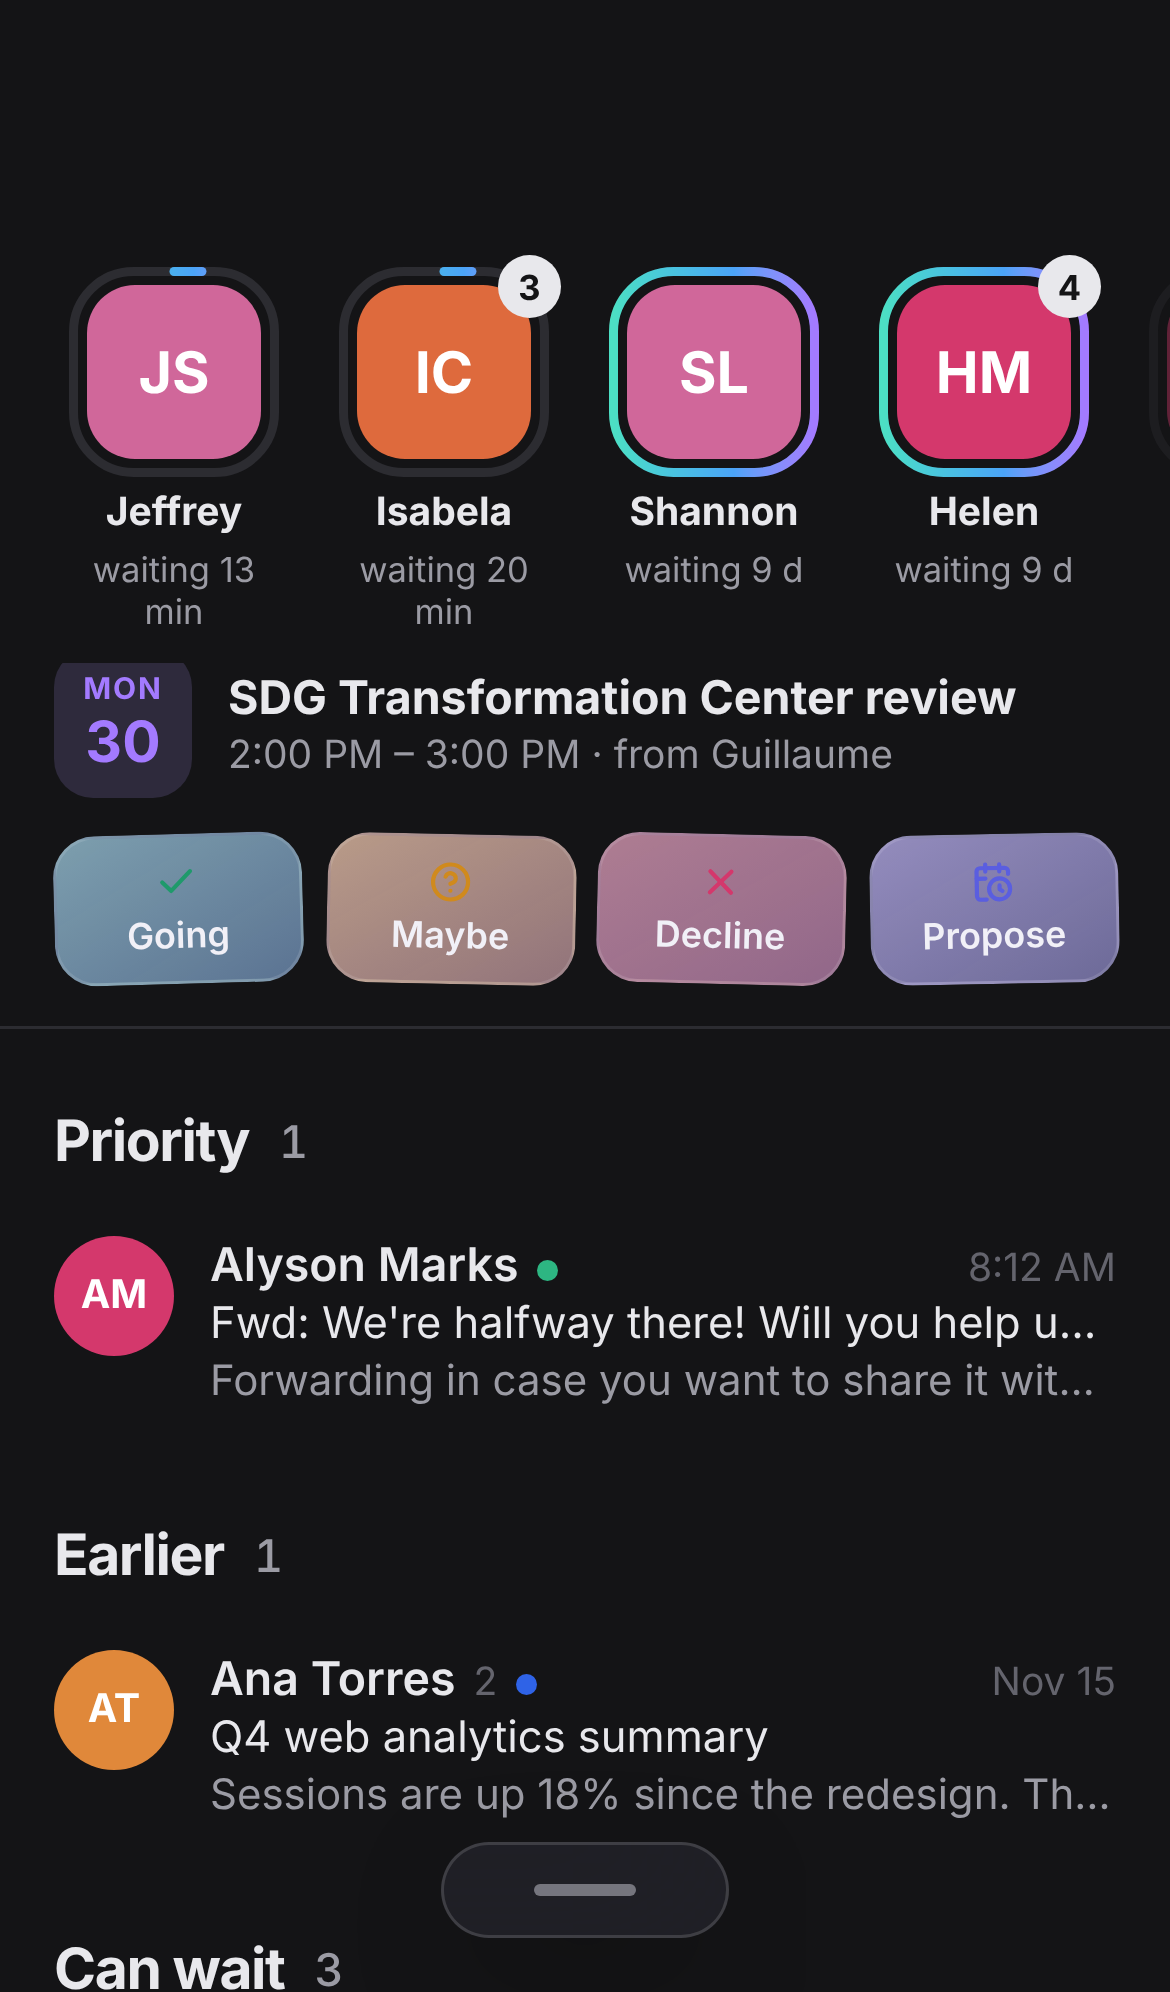 JS
IC
3
SL
HM
4
Jeffrey
Isabela
Shannon
Helen
waiting 13
min
waiting 20
min
waiting 9 d
waiting 9 d
MON
30
SDG Transformation Center review
2:00 PM – 3:00 PM · from Guillaume
Going
Maybe
Decline
Propose
Priority 1
AM
Alyson Marks
8:12 AM
Fwd: We're halfway there! Will you help u...
Forwarding in case you want to share it wit...
Earlier 1
AT
Ana Torres 2
Nov 15
Q4 web analytics summary
Sessions are up 18% since the redesign. Th...
Can wait 3